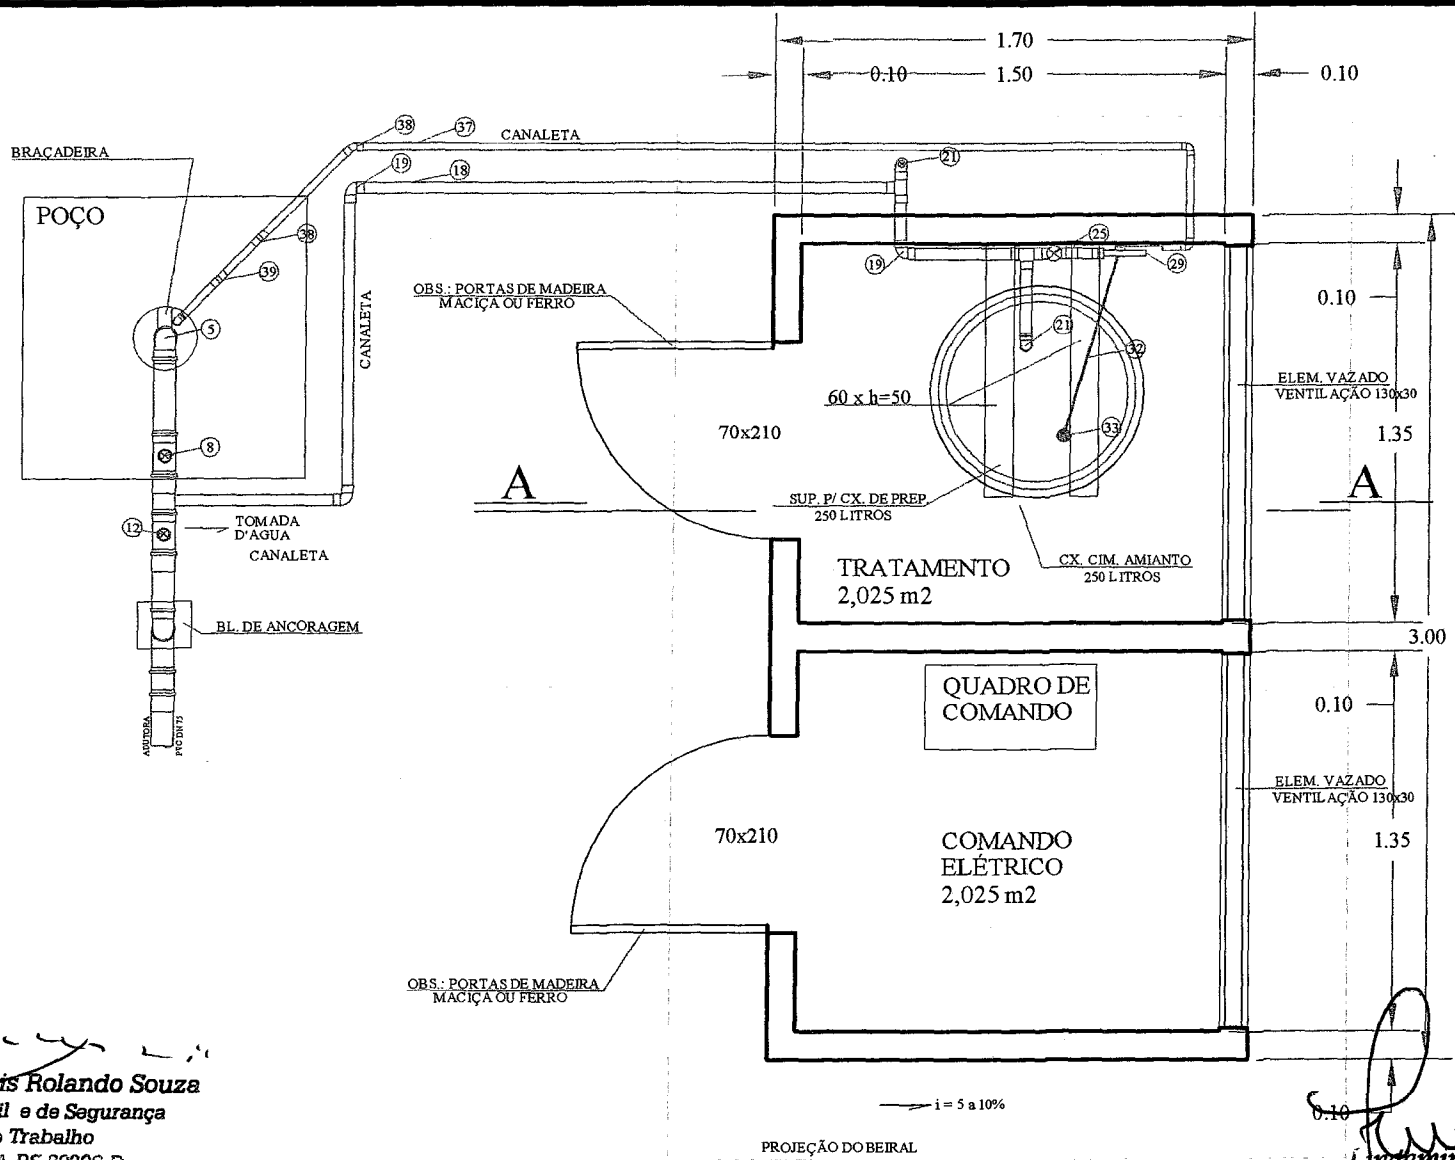 1.70
0.10
1.50
0.10
38
37
CANALETA
BRAÇADEIRA
19
18
21
POÇO
38
25
19
29
39
OBS.: PORTAS DE MADEIRA
MACIÇA OU FERRO
CANALETA
0.10
5
21
32
ELEM. VAZADO
VENTILAÇÃO 130x30
60 x h=50
33
70x210
1.35
8
A
A
SUP. P/ CX. DE PREP.
250 LITROS
12
TOMADA
D'AGUA
CANALETA
CX. CIM. AMIANTO
250 LITROS
TRATAMENTO
2,025 m2
BL. DE ANCORAGEM
3.00
QUADRO DE
COMANDO
0.10
ADUTORA
PVC DN 75
ELEM. VAZADO
VENTILAÇÃO 130x30
70x210
COMANDO
ELÉTRICO
2,025 m2
1.35
OBS.: PORTAS DE MADEIRA
MACIÇA OU FERRO
is Rolando Souza
il e de Segurança
o Trabalho
i = 5 a 10%
0.10
PROJEÇÃO DO BEIRAL